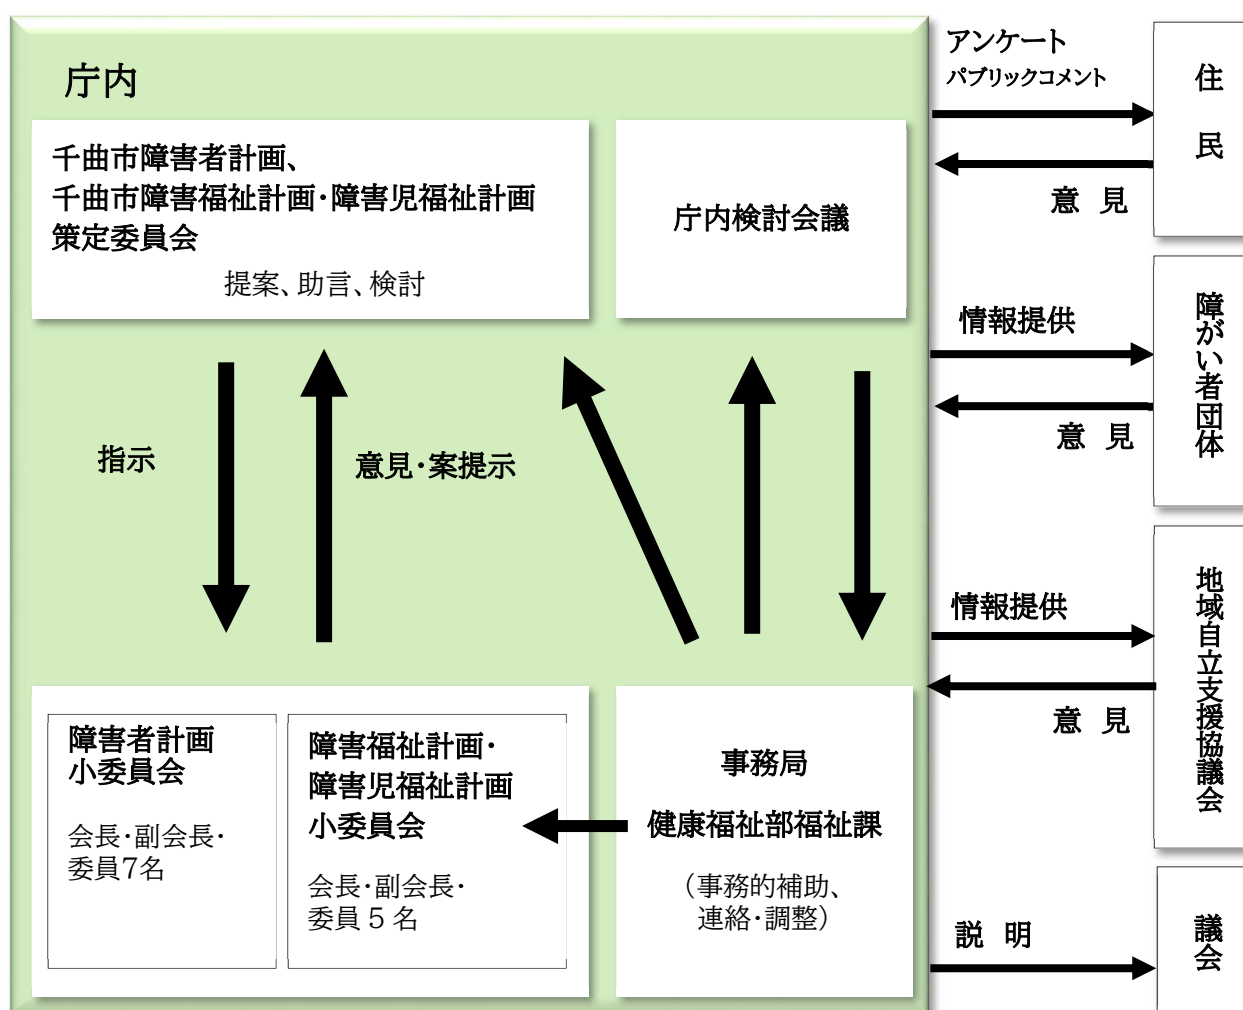 庁内
千曲市障害者計画、
千曲市障害福祉計画・障害児福祉計画
策定委員会
提案、助言、検討
庁内検討会議
指示
意見・案提示
障害者計画
小委員会
会長・副会長・
委員7名
障害福祉計画・
障害児福祉計画
小委員会
会長・副会長・
委員5名
事務局
健康福祉部福祉課
（事務的補助、
連絡・調整）
アンケート
パブリックコメント
意見
住民
情報提供
意見
障がい者団体
情報提供
意見
地域自立支援協議会
説明
議会